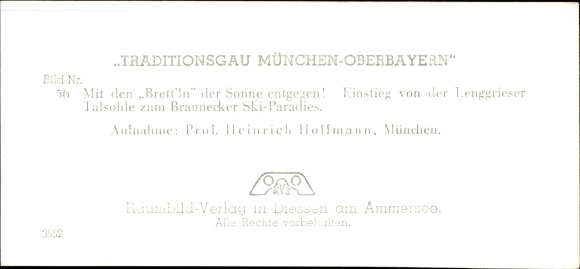 „TRADITIONSGAU MÜNCHEN-OBERBAYERN"
Bild Nr.
56 Mit den „Brett'ln" der Sonne entgegen! Einstieg von der Lenggrieser
Talsohle zum Braunecker Ski-Paradies.
Aufnahme: Prof. Heinrich Hoffmann, München.
Raumbild-Verlag in Diessen am Ammersee.
Alle Rechte vorbehalten.
3552